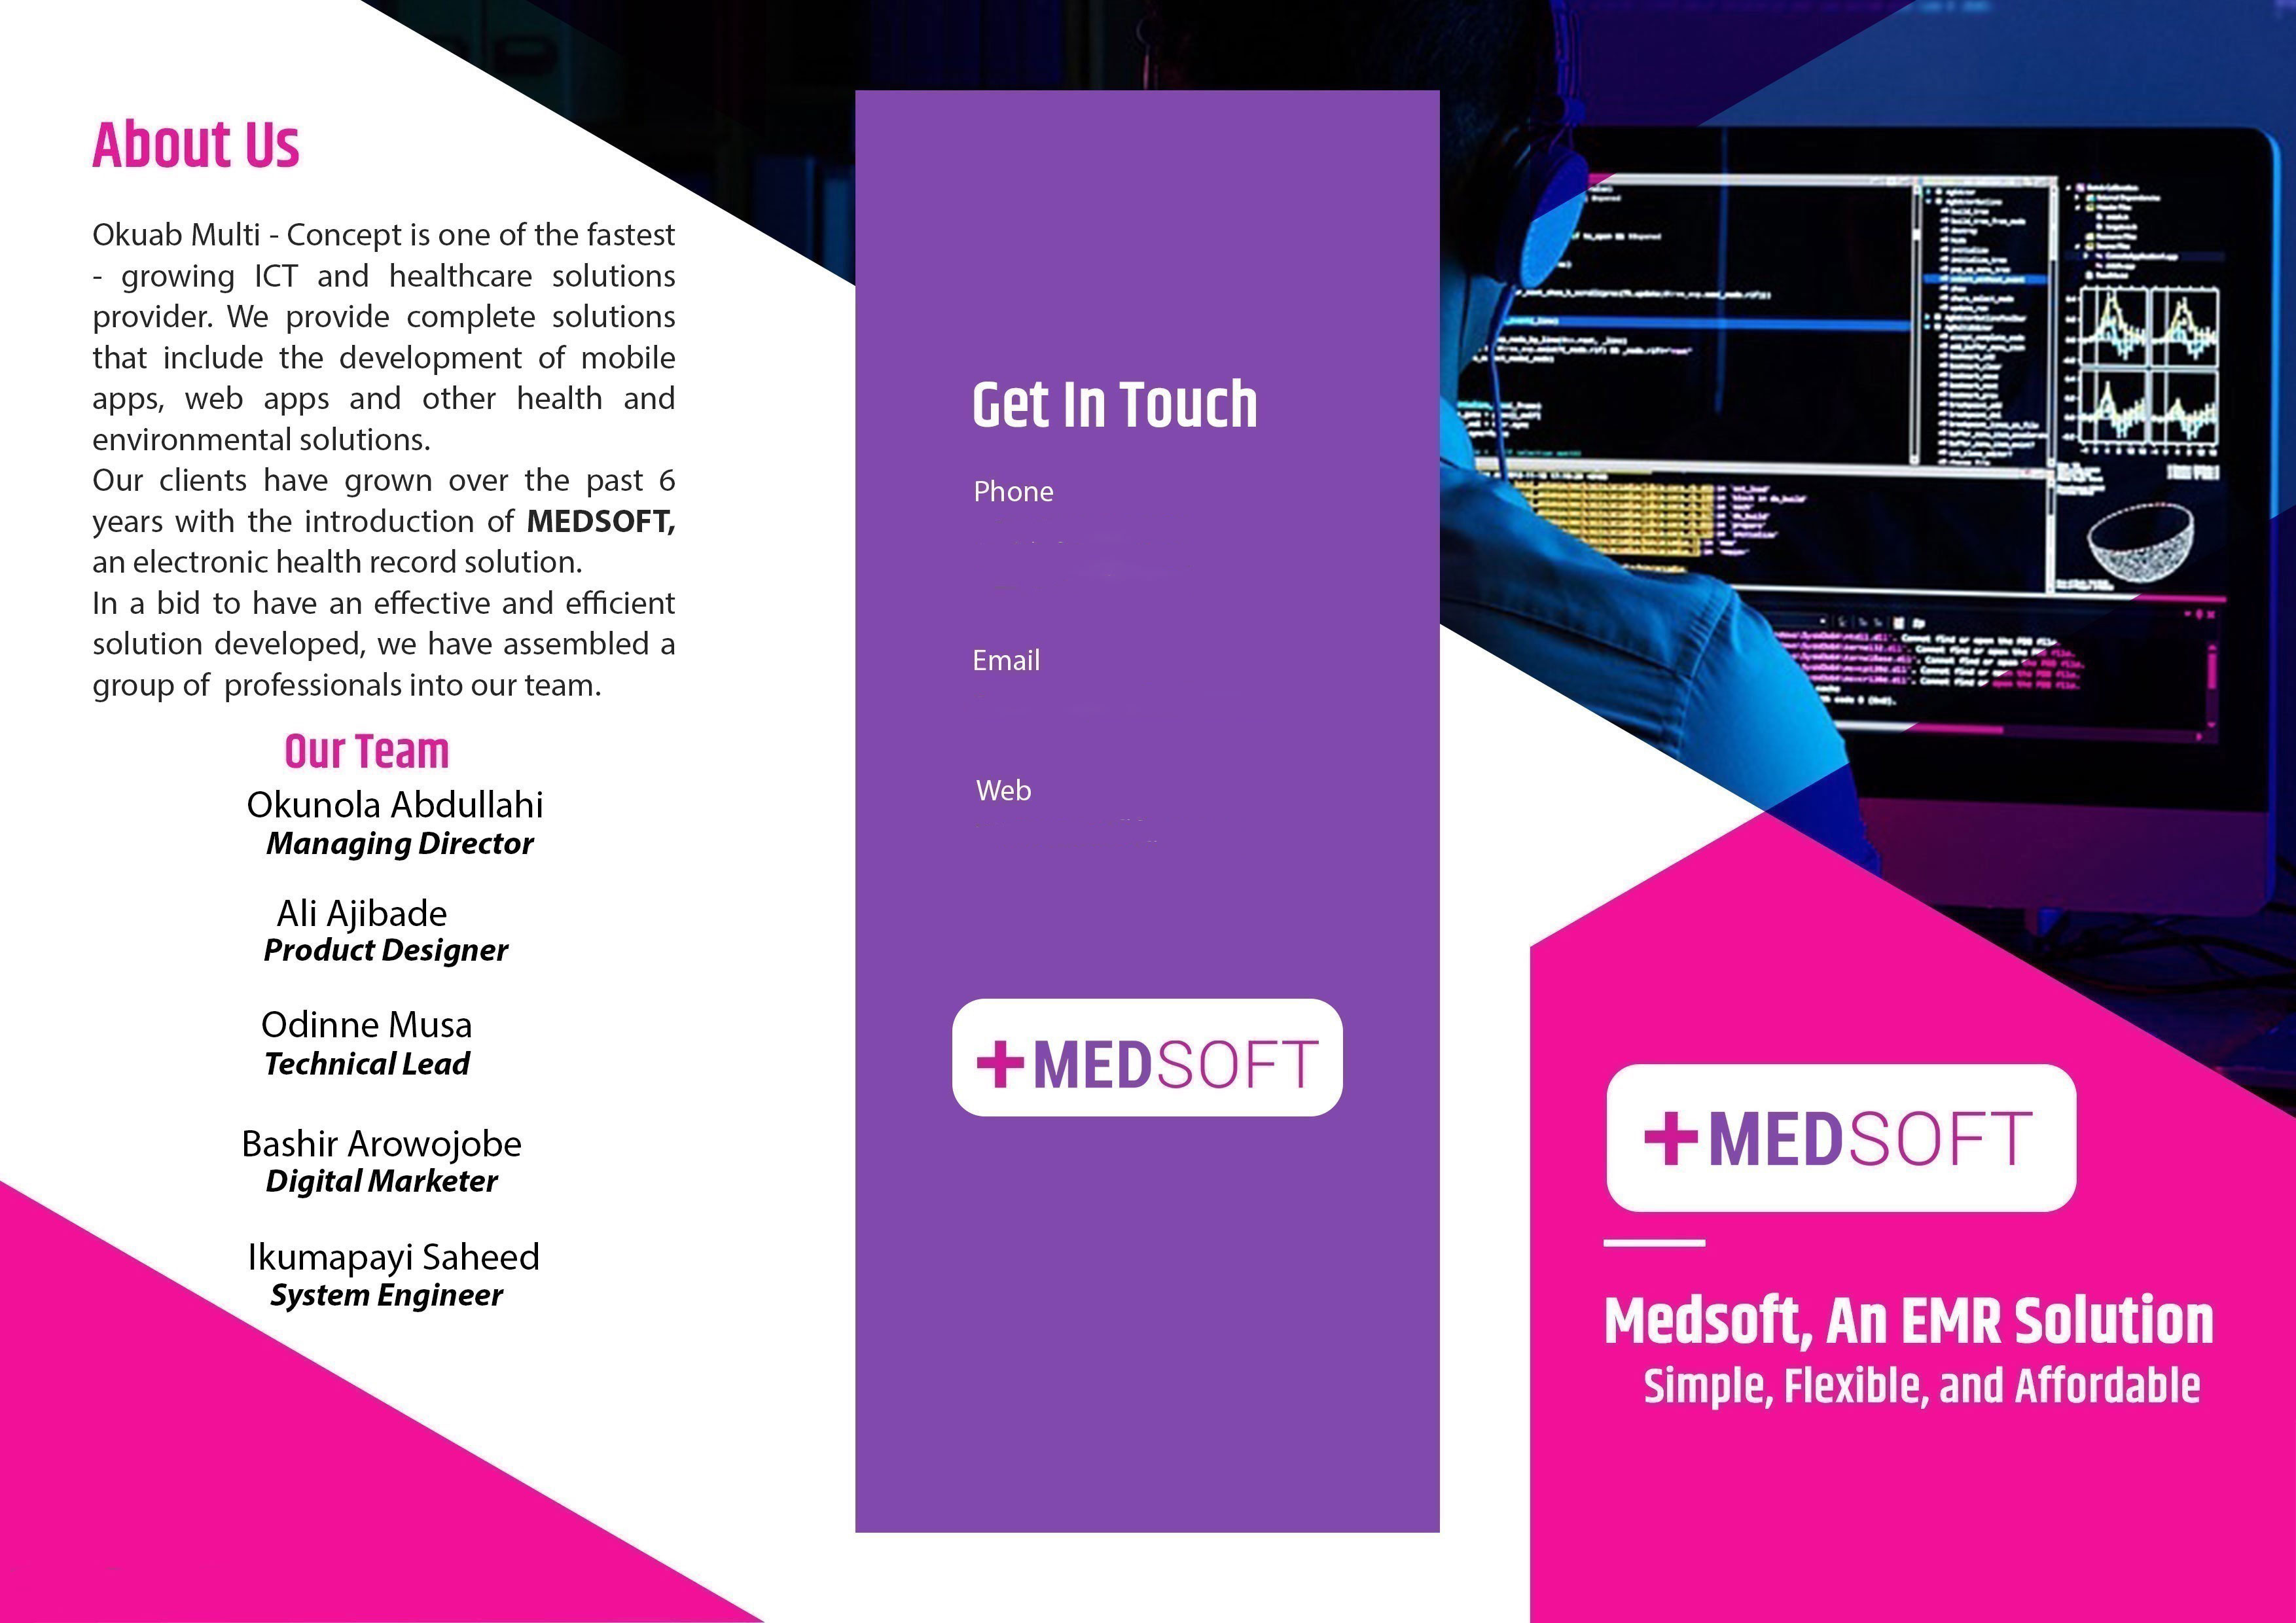 About Us
Okuab Multi - Concept is one of the fastest
- growing ICT and healthcare solutions
provider. We provide complete solutions
that include the development of mobile
apps, web apps and other health and
environmental solutions.
Our clients have grown over the past 6
years with the introduction of MEDSOFT,
an electronic health record solution.
In a bid to have an effective and efficient
solution developed, we have assembled a
group of professionals into our team.
Our Team
Okunola Abdullahi
Managing Director
Ali Ajibade
Product Designer
Odinne Musa
Technical Lead
Bashir Arowojobe
Digital Marketer
Ikumapayi Saheed
System Engineer
Get In Touch
Phone
Email
Web
+MEDSOFT
+MEDSOFT
Medsoft, An EMR Solution
Simple, Flexible, and Affordable